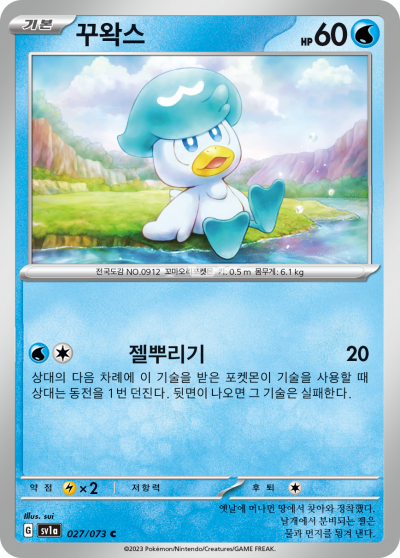 기본 꾸왁스 HP 60
전국도감 NO.0912 꼬마오리포켓몬 키: 0.5 m 몸무게: 6.1 kg
젤뿌리기 20
상대의 다음 차례에 이 기술을 받은 포켓몬이 기술을 사용할 때
상대는 동전을 1번 던진다. 뒷면이 나오면 그 기술은 실패한다.
약점 ×2 저항력 후퇴
Illus. sui
G sv1a 027/073 C
옛날에 머나먼 땅에서 찾아와 정착했다.
날개에서 분비되는 젤은
물과 먼지를 튕겨 낸다.
©2023 Pokémon/Nintendo/Creatures/GAME FREAK.